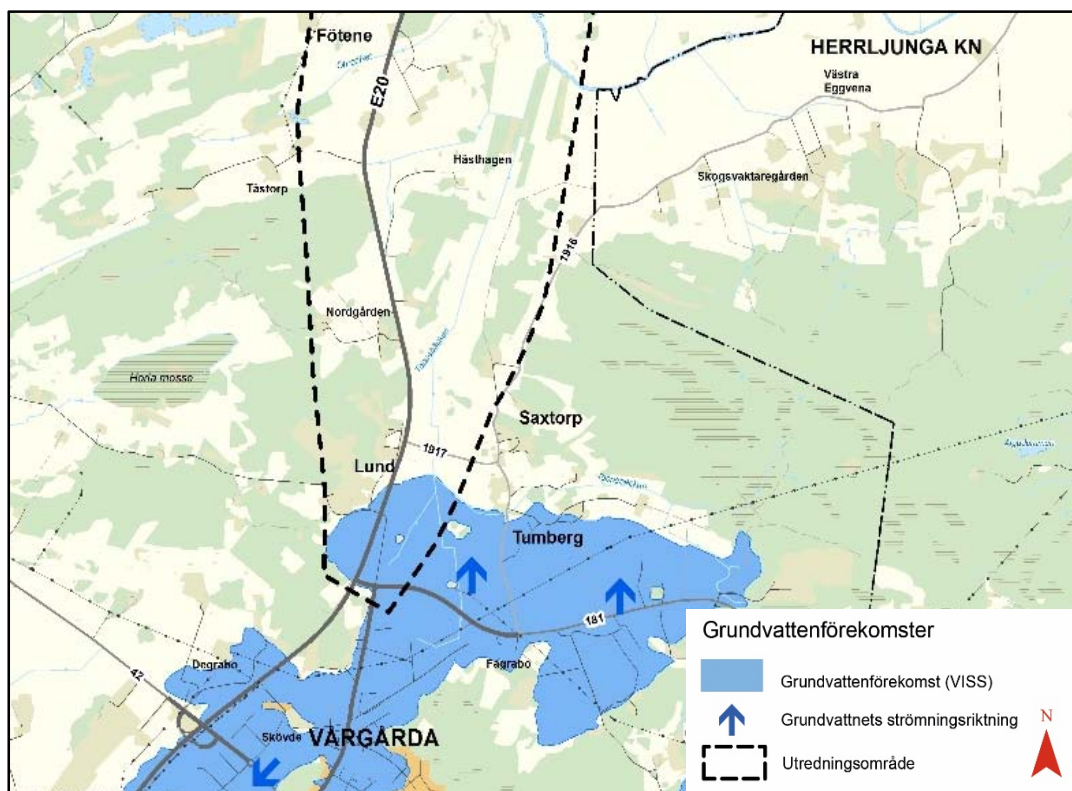 Fötene
E20
HERRLJUNGA KN
Västra
Eggvena
Hästhagen
Tästorp
Skogsvaktaregården
1916
Nordgården
Horla mosse
Saxtorp
1917
Lund
Tumberg
181
Degrabo
42
Fagrabo
Skövde
VÅRGÅRDA
Grundvattenförekomster
Grundvattenförekomst (VISS)
Grundvattnets strömningsriktning
Utredningsområde
N